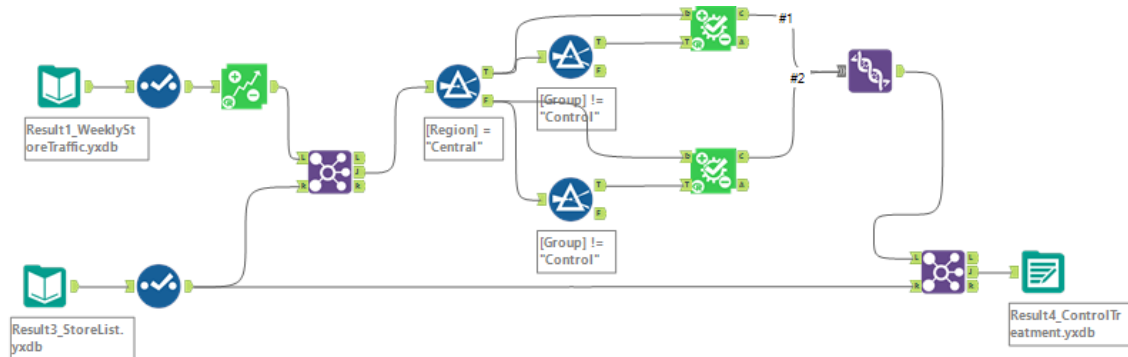 #1
#2
T
F
D
T
C
A
T
F
[Group] !=
"Control"
[Region] =
"Central"
Result1_WeeklySt
oreTraffic.yxdb
L
R
L
J
R
D
T
C
A
T
F
[Group] !=
"Control"
Result3_StoreList.
yxdb
L
R
L
J
R
Result4_ControlTr
eatment.yxdb